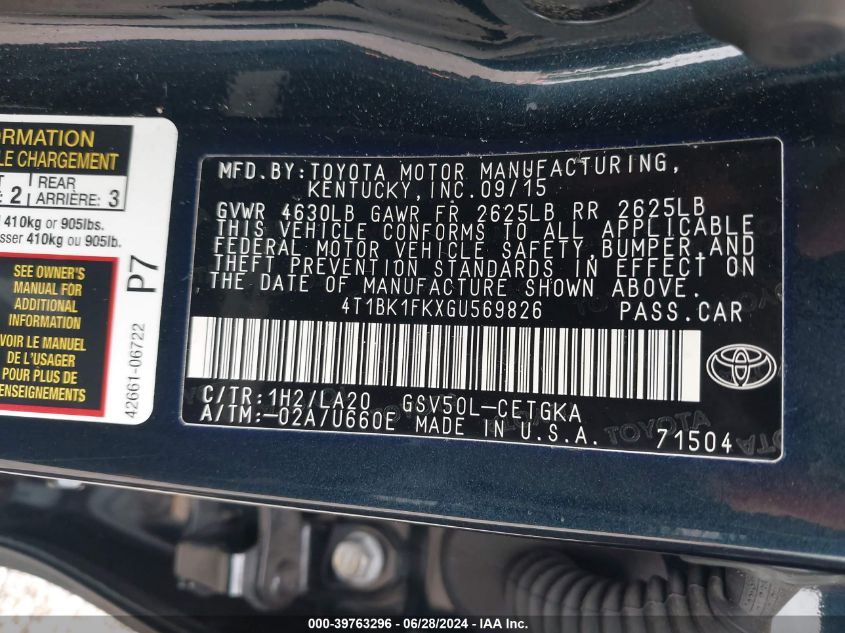 ORMATION
LE CHARGEMENT
2
REAR
ARRIÈRE: 3
410kg or 905lbs.
sser 410kg ou 905lb.
SEE OWNER'S
MANUAL FOR
ADDITIONAL
INFORMATION
VOIR LE MANUEL
DE L'USAGER
POUR PLUS DE
RENSEIGNEMENTS
P7
42661-06722
MFD.BY:TOYOTA MOTOR MANUFACTURING,
KENTUCKY,INC.09/15
GVWR 4630LB GAWR FR 2625LB RR 2625LB
THIS VEHICLE CONFORMS TO ALL APPLICABLE
FEDERAL MOTOR VEHICLE SAFETY,BUMPER,AND
THEFT PREVENTION STANDARDS IN EFFECT ON
THE DATE OF MANUFACTURE SHOWN ABOVE.
4T1BK1FKXGU569826 PASS.CAR
C/TR:1H2/LA20 GSV50L-CETGKA
A/TM:-02A/U660E MADE IN U.S.A. 71504
TOYOTA
000-39763296 - 06/28/2024 - IAA Inc.